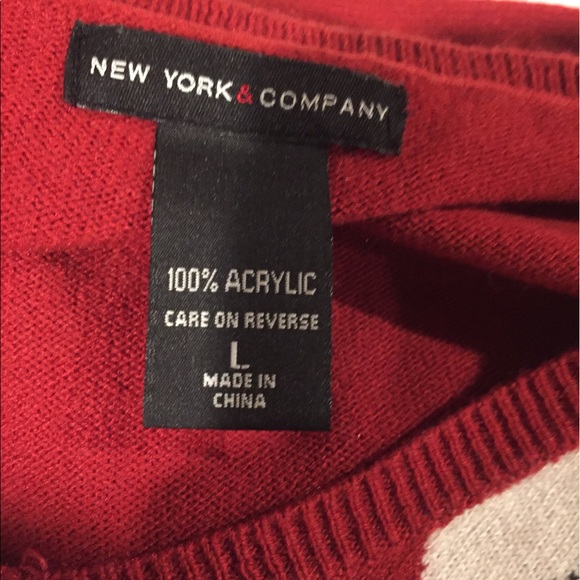 NEW YORK & COMPANY
100% ACRYLIC
CARE ON REVERSE
L
MADE IN
CHINA